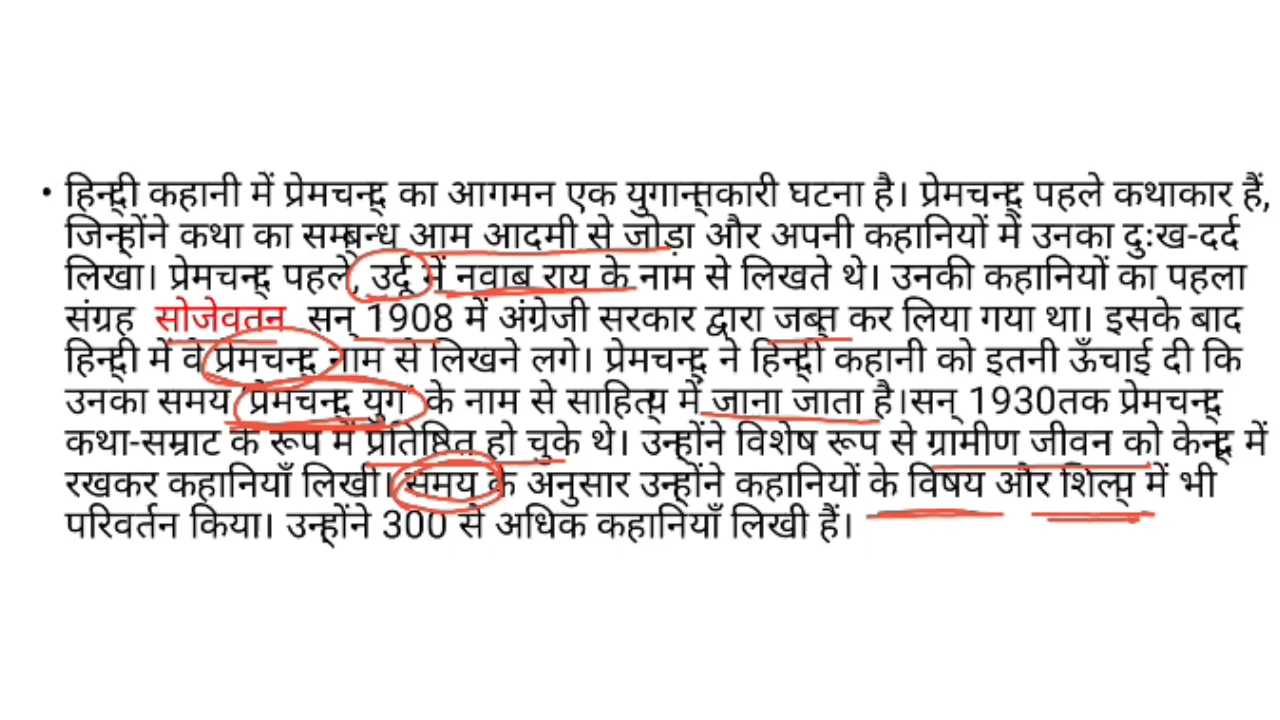 • हिन्दी कहानी में प्रेमचन्द का आगमन एक युगान्तकारी घटना है। प्रेमचन्द पहले कथाकार हैं,
जिन्होंने कथा का सम्बन्ध आम आदमी से जोड़ा और अपनी कहानियों में उनका दुःख-दर्द
लिखा। प्रेमचन्द पहले, उर्दू में नवाब राय के नाम से लिखते थे। उनकी कहानियों का पहला
संग्रह सोजेवतन सन् 1908 में अंग्रेजी सरकार द्वारा जब्त कर लिया गया था। इसके बाद
हिन्दी में वे प्रेमचन्द नाम से लिखने लगे। प्रेमचन्द ने हिन्दी कहानी को इतनी ऊँचाई दी कि
उनका समय 'प्रेमचन्द युग' के नाम से साहित्य में जाना जाता है।सन् 1930तक प्रेमचन्द
कथा-सम्राट के रूप में प्रतिष्ठित हो चुके थे। उन्होंने विशेष रूप से ग्रामीण जीवन को केन्द्र में
रखकर कहानियाँ लिखी। समय के अनुसार उन्होंने कहानियों के विषय और शिल्प में भी
परिवर्तन किया। उन्होंने 300 से अधिक कहानियाँ लिखी हैं।